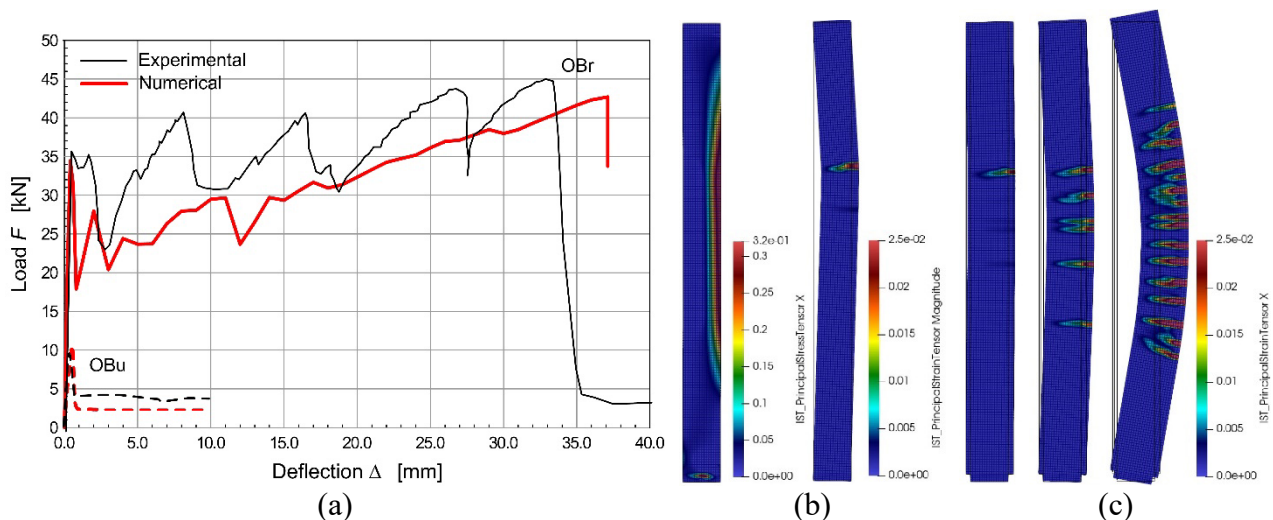 50
45
40
35
30
25
20
15
10
5
0
Load F [kN]
Experimental
Numerical
OBr
OBu
0.0 5.0 10.0 15.0 20.0 25.0 30.0 35.0 40.0
Deflection Δ [mm]
(a)
3.2e-01
0.3
0.25
0.2
0.15
0.1
0.05
0.0e+00
IST_PrincipalStressTensor X
2.5e-02
0.02
0.015
0.01
0.005
0.0e+00
IST_PrincipalStrainTensor Magnitude
(b)
2.5e-02
0.02
0.015
0.01
0.005
0.0e+00
IST_PrincipalStrainTensor X
(c)